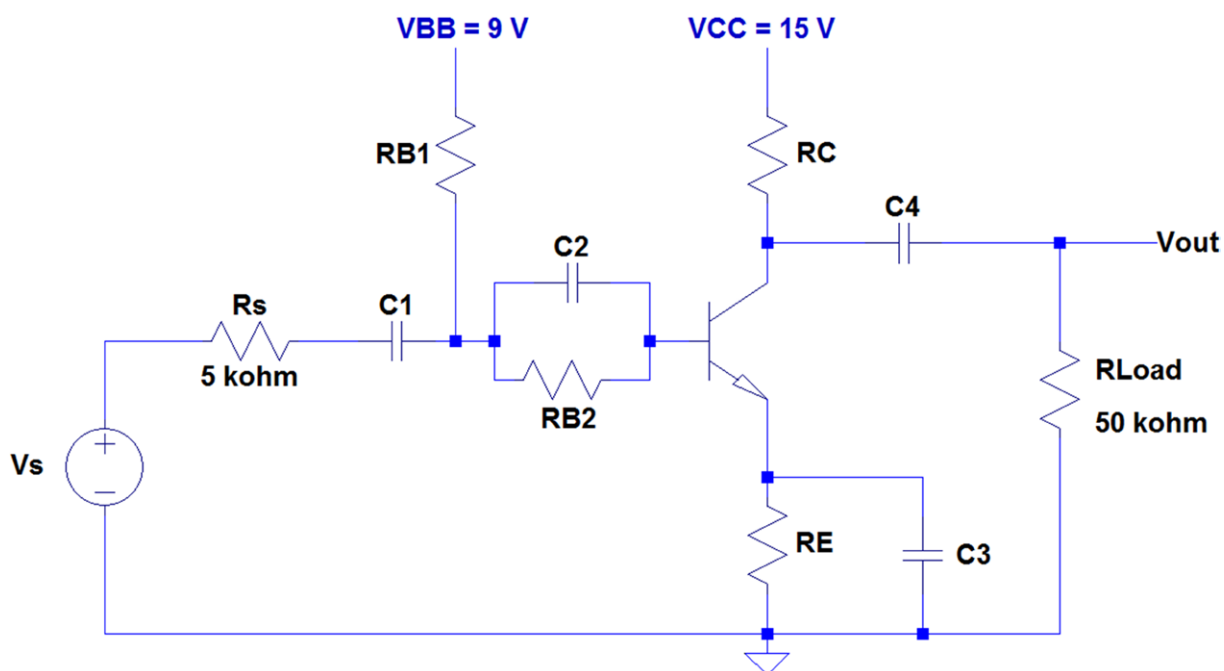 VBB = 9 V
VCC = 15 V
RB1
RC
C4
Vout
C2
Rs
C1
5 kohm
RB2
RLoad
50 kohm
Vs
RE
C3